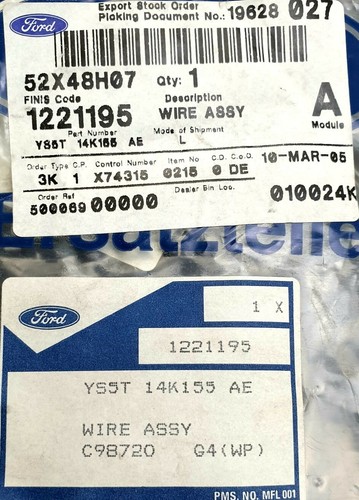 Export Stock Order
Picking Document No.: 19628 027
Ford
52X48H07 Qty: 1
FINIS Code Description
1221195 WIRE ASSY A
Part Number Mode of Shipment Module
YS5T 14K155 AE L
Order Type C.P. Control Number Item No C.D. Co.O. 10-MAR-05
3K 1 X74315 0215 0 DE
Order Ref Dealer Bin Loc. 010024K
500069 00000
Ersatzteile
Ford
1 X
1221195
YS5T 14K155 AE
WIRE ASSY
C98720 G4(WP)
PMS. NO. MFL 001